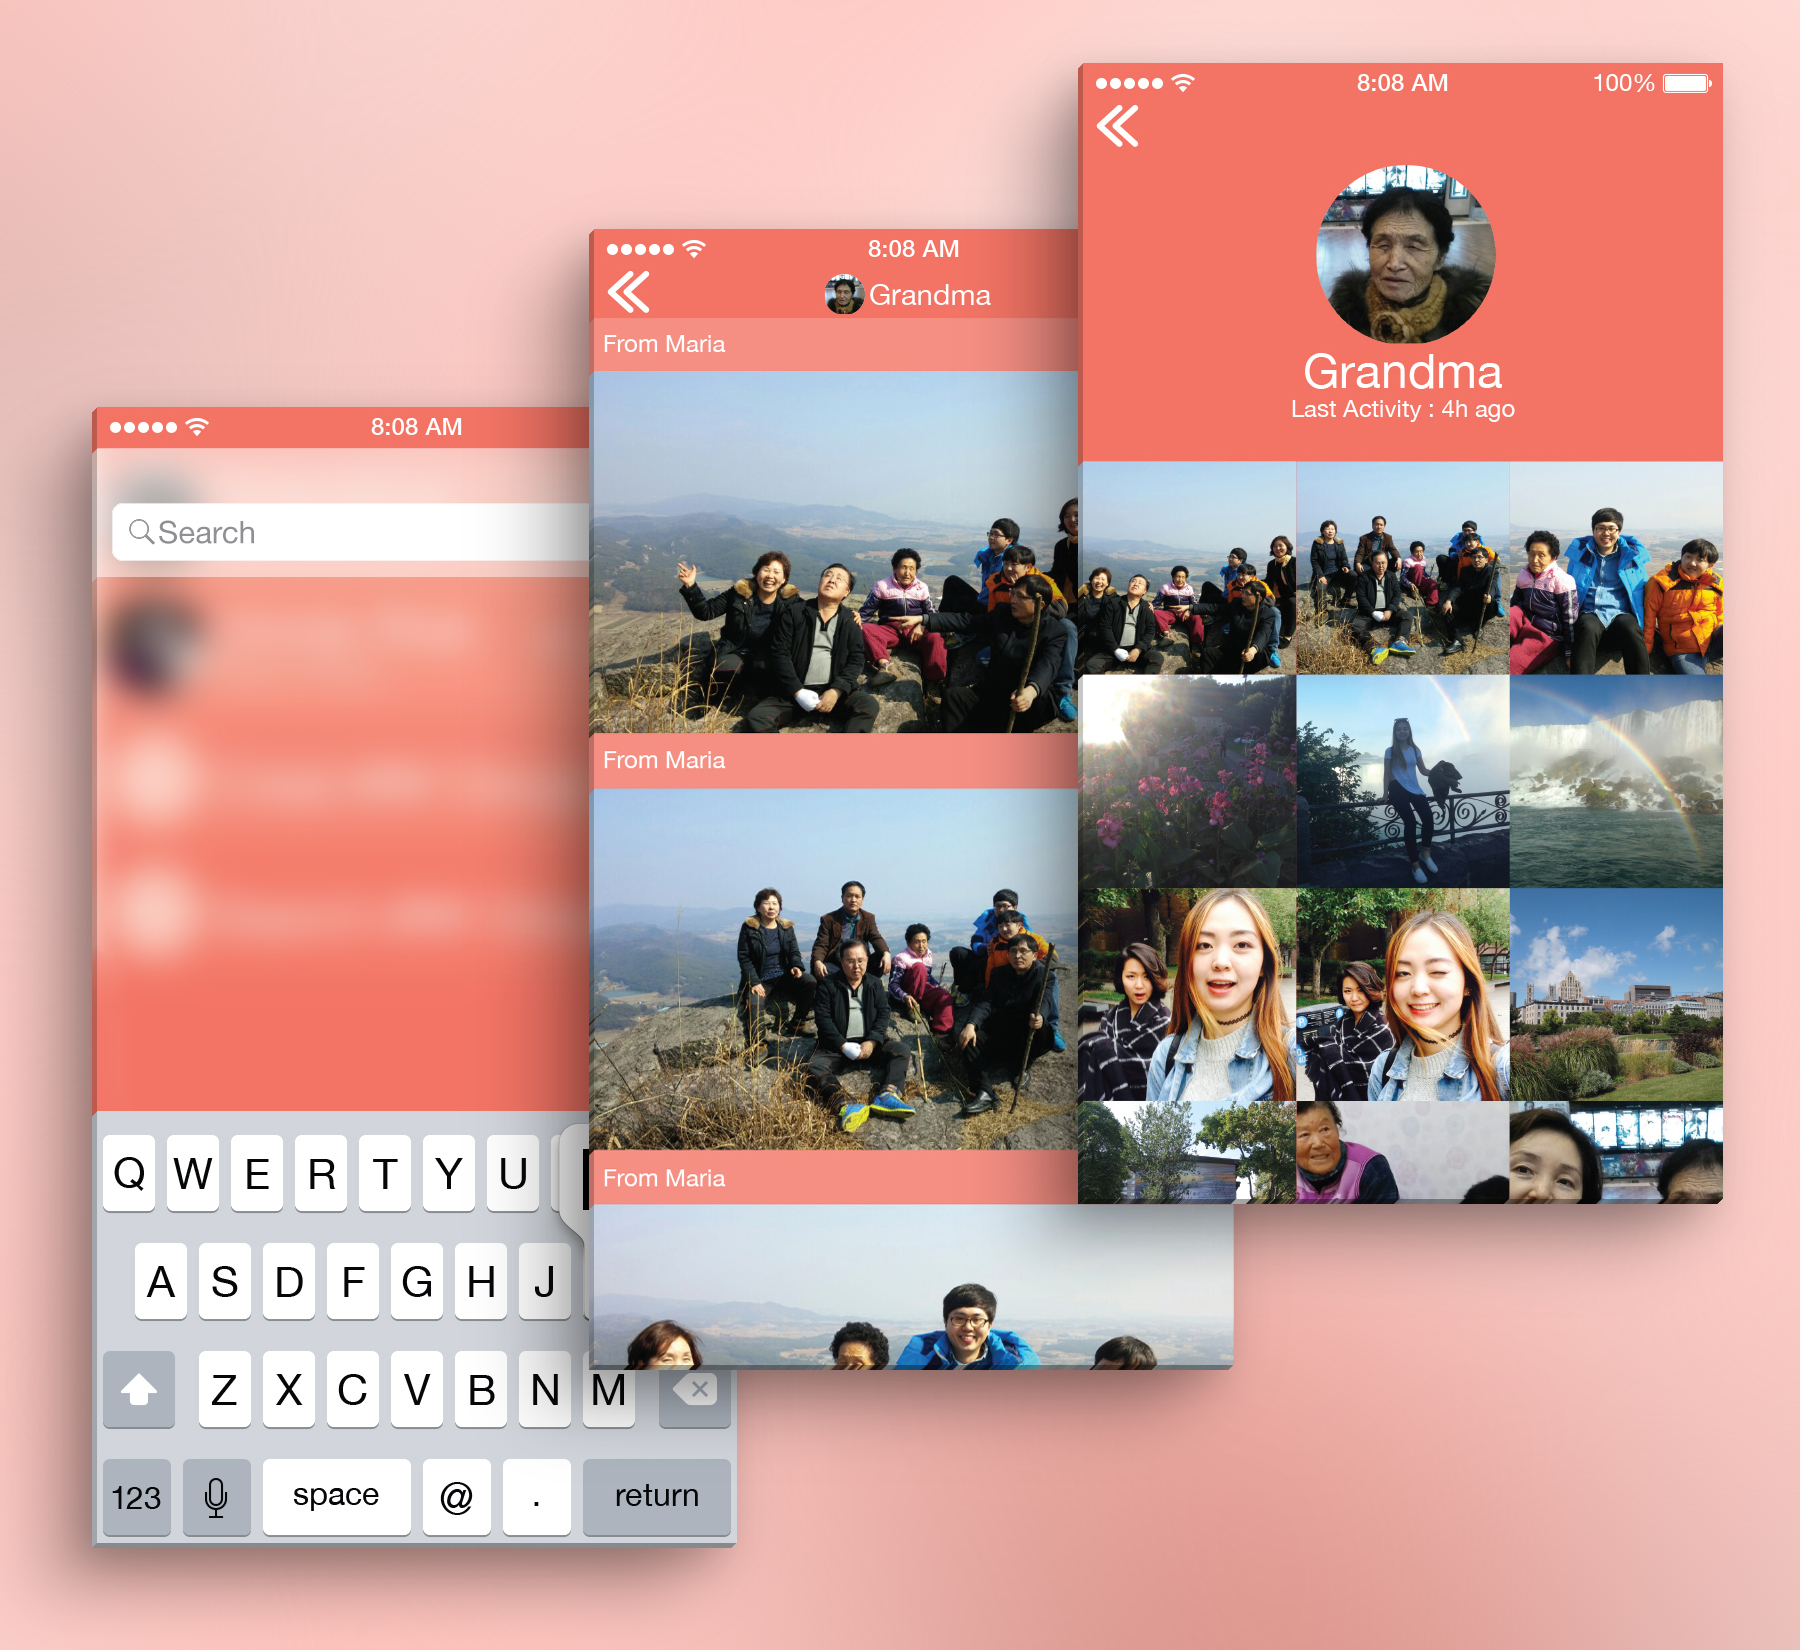 8:08 AM
Search
Q W E R T Y U
A S D F G H J
Z X C V B N M
123 space @ . return
8:08 AM
Grandma
From Maria
From Maria
From Maria
8:08 AM 100%
Grandma
Last Activity : 4h ago